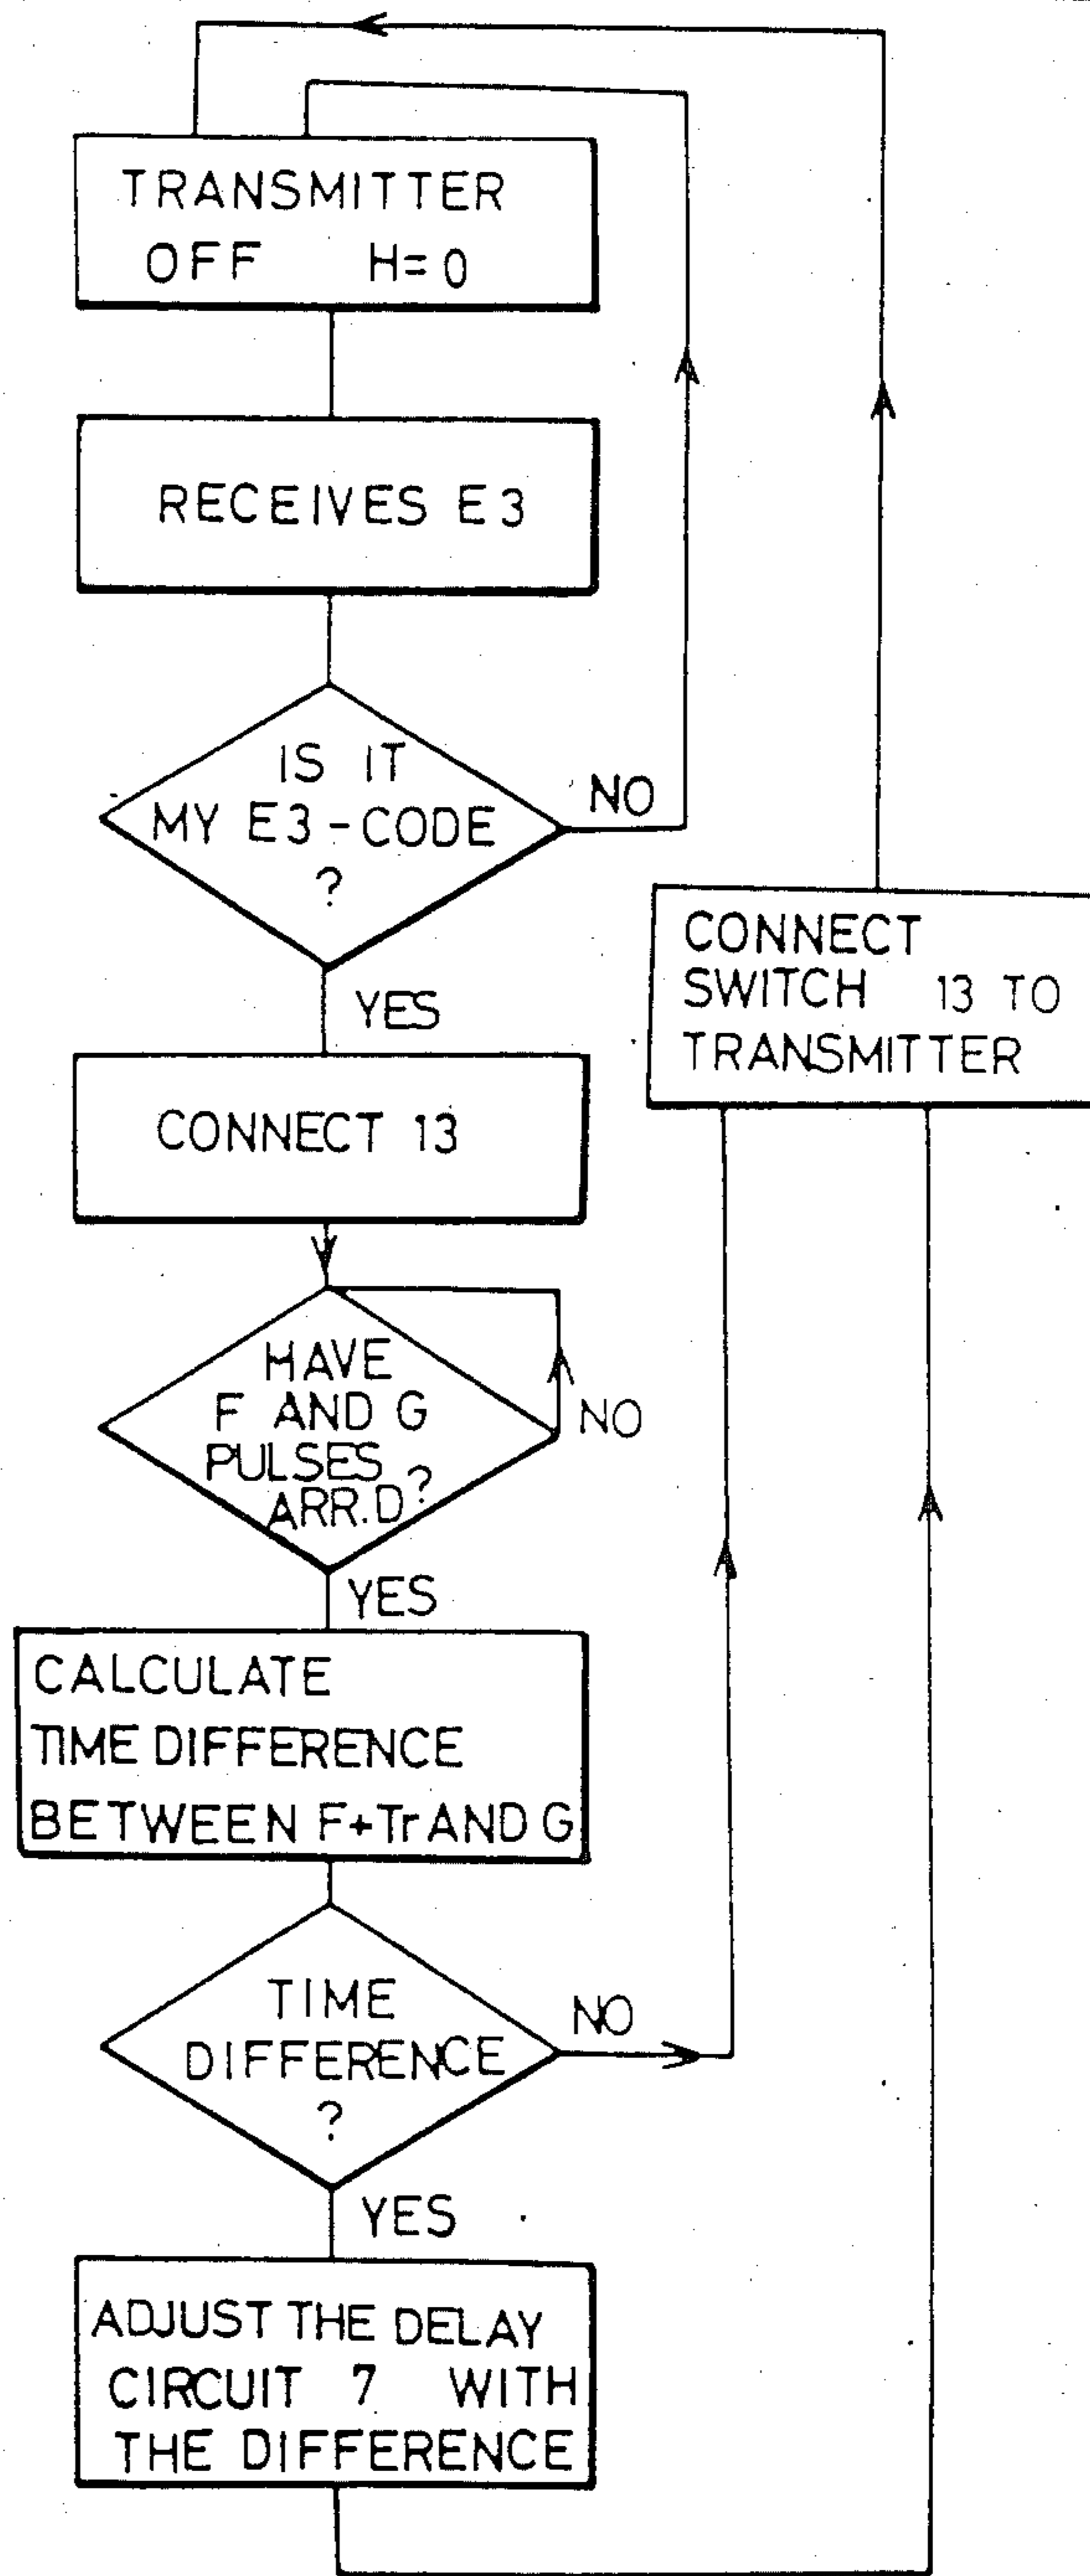 TRANSMITTER
OFF H=0
RECEIVES E3
IS IT
MY E3-CODE
?
NO
YES
CONNECT 13
HAVE
F AND G
PULSES
ARR.D?
NO
YES
CALCULATE
TIME DIFFERENCE
BETWEEN F+Tr AND G
TIME
DIFFERENCE
?
NO
YES
ADJUST THE DELAY
CIRCUIT 7 WITH
THE DIFFERENCE
CONNECT
SWITCH 13 TO
TRANSMITTER